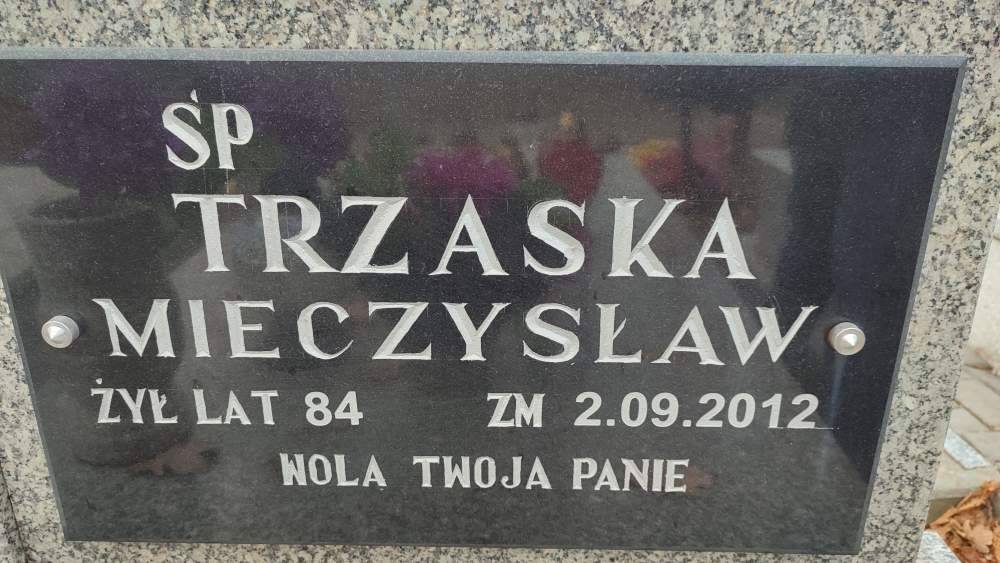 ŚP
TRZASKA
MIECZYSŁAW
ŻYŁ LAT 84 ZM 2.09.2012
WOLA TWOJA PANIE